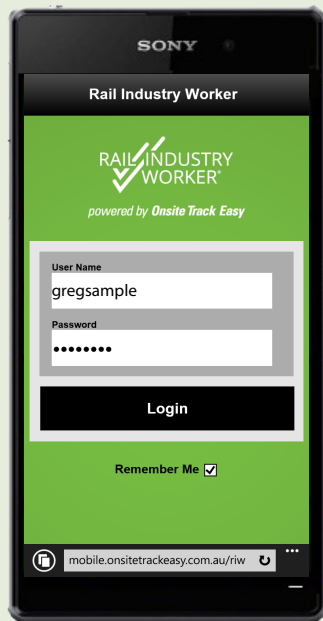 SONY
Rail Industry Worker
RAIL INDUSTRY
WORKER®
powered by Onsite Track Easy
User Name
gregsample
Password
••••••••
Login
Remember Me
mobile.onsitetrackeasy.com.au/riw